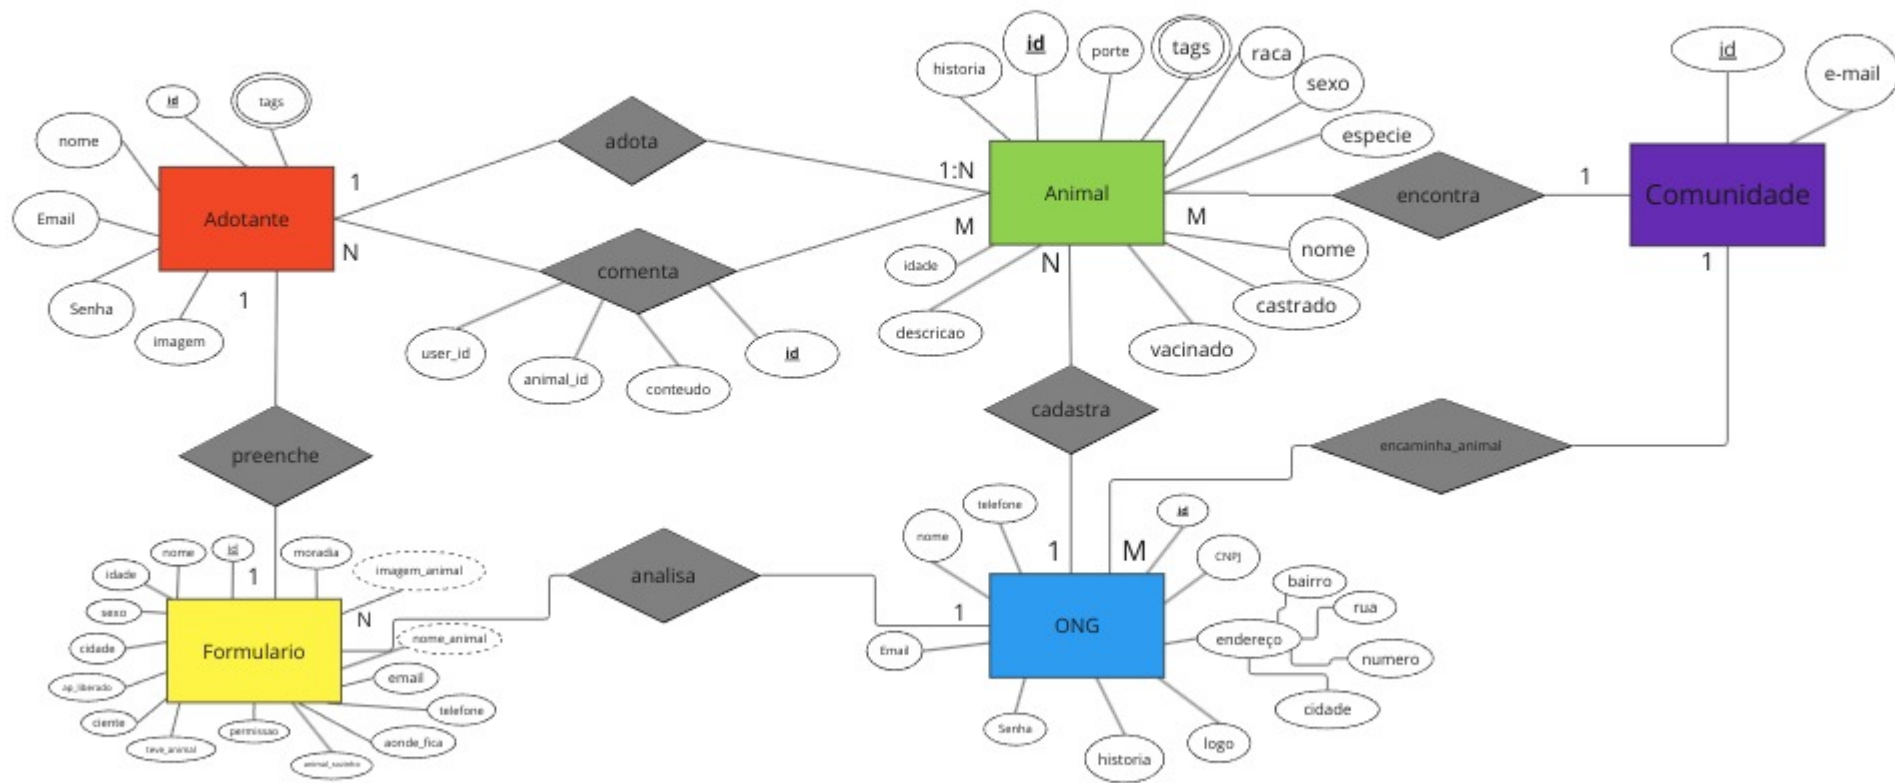 id
porte
tags
raca
id
e-mail
historia
sexo
id
tags
especie
nome
adota
1:N
Animal
encontra
1
Comunidade
1
Email
Adotante
N
M
M
nome
1
comenta
idade
N
1
Senha
1
imagem
castrado
descricao
vacinado
user_id
animal_id
conteudo
id
cadastra
preenche
encaminha_animal
telefone
id
nome
nome
id
moradia
1
M
CNPJ
idade
1
imagem_animal
analisa
bairro
sexo
N
1
rua
cidade
Formulario
nome_animal
Email
ONG
endereço
numero
ap_liberado
email
ciente
telefone
cidade
teve_animal
permissao
aonde_fica
Senha
historia
logo
animal_sozinho